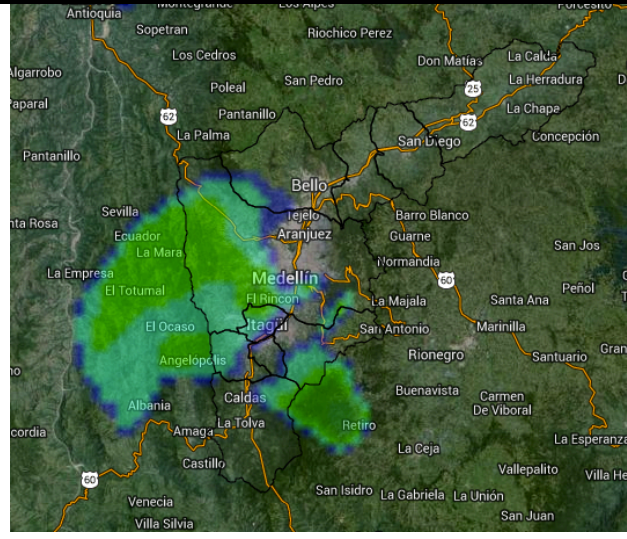 Antioquia
Sopetran
Riochico Perez
Los Cedros
Don Matías
La Calda
Algarrobo
Poleal
San Pedro
La Herradura
25
Pantanillo
La Chapa
62
62
La Palma
San Diego
Concepción
Pantanillo
Bello
Sevilla
Tejelo
Barro Blanco
nta Rosa
Ecuador
Aranjuez
Guarne
La Mara
San Jos
Normandia
La Empresa
Medellín
60
El Totumal
El Rincon
La Majala
Santa Ana
Peñol
El Ocaso
Itagüí
San Antonio
Marinilla
Rionegro
Gran
Angelópolis
Santuario
Caldas
Buenavista
Carmen
De Viboral
Albania
La Tolva
Retiro
cordia
Amaga
La Esperanza
La Ceja
Castillo
Vallepalito
60
Villa He
San Isidro
La Gabriela
La Unión
Venecia
San Juan
Villa Silvia